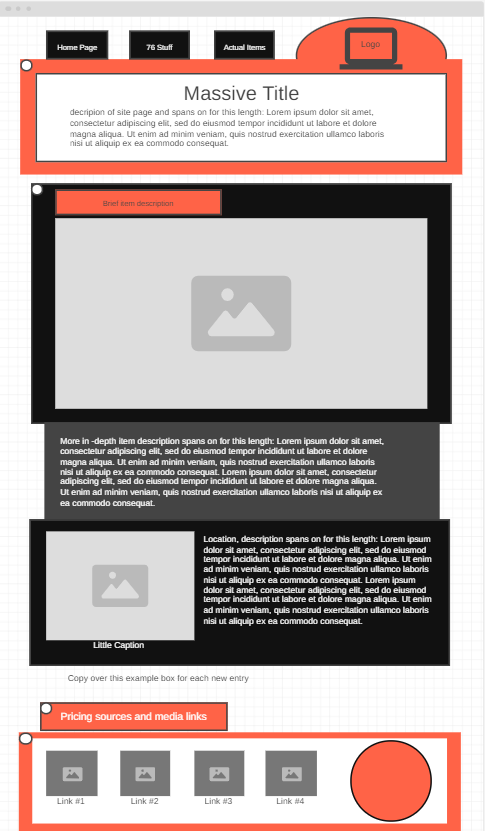 Home Page
76 Stuff
Actual Items
Logo
Massive Title
decripion of site page and spans on for this length: Lorem ipsum dolor sit amet,
consectetur adipiscing elit, sed do eiusmod tempor incididunt ut labore et dolore
magna aliqua. Ut enim ad minim veniam, quis nostrud exercitation ullamco laboris
nisi ut aliquip ex ea commodo consequat.
Brief item description
More in -depth item description spans on for this length: Lorem ipsum dolor sit amet,
consectetur adipiscing elit, sed do eiusmod tempor incididunt ut labore et dolore
magna aliqua. Ut enim ad minim veniam, quis nostrud exercitation ullamco laboris
nisi ut aliquip ex ea commodo consequat. Lorem ipsum dolor sit amet, consectetur
adipiscing elit, sed do eiusmod tempor incididunt ut labore et dolore magna aliqua.
Ut enim ad minim veniam, quis nostrud exercitation ullamco laboris nisi ut aliquip ex
ea commodo consequat.
Location, description spans on for this length: Lorem ipsum
dolor sit amet, consectetur adipiscing elit, sed do eiusmod
tempor incididunt ut labore et dolore magna aliqua. Ut enim
ad minim veniam, quis nostrud exercitation ullamco laboris
nisi ut aliquip ex ea commodo consequat. Lorem ipsum
dolor sit amet, consectetur adipiscing elit, sed do eiusmod
tempor incididunt ut labore et dolore magna aliqua. Ut enim
ad minim veniam, quis nostrud exercitation ullamco laboris
nisi ut aliquip ex ea commodo consequat.
Little Caption
Copy over this example box for each new entry
Pricing sources and media links
Link #1
Link #2
Link #3
Link #4